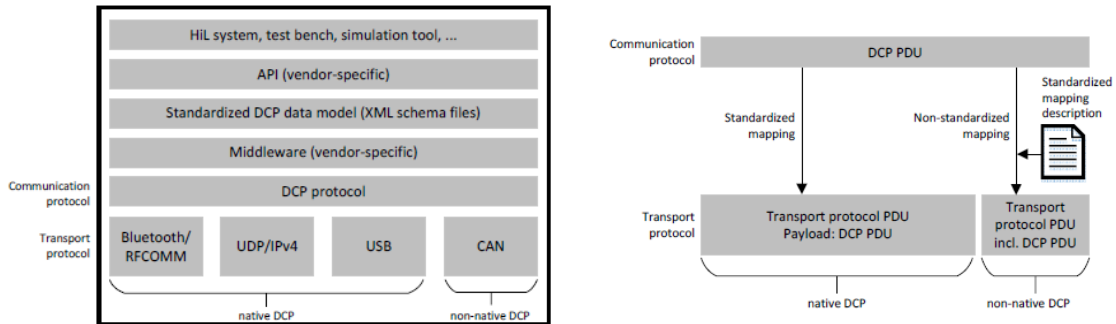 HiL system, test bench, simulation tool, ...
API (vendor-specific)
Standardized DCP data model (XML schema files)
Middleware (vendor-specific)
Communication
protocol
DCP protocol
Transport
protocol
Bluetooth/
RFCOMM
UDP/IPv4
USB
CAN
native DCP
non-native DCP
Communication
protocol
DCP PDU
Standardized
mapping
Non-standardized
mapping
Standardized
mapping
description
Transport
protocol
Transport protocol PDU
Payload: DCP PDU
Transport
protocol PDU
incl. DCP PDU
native DCP
non-native DCP